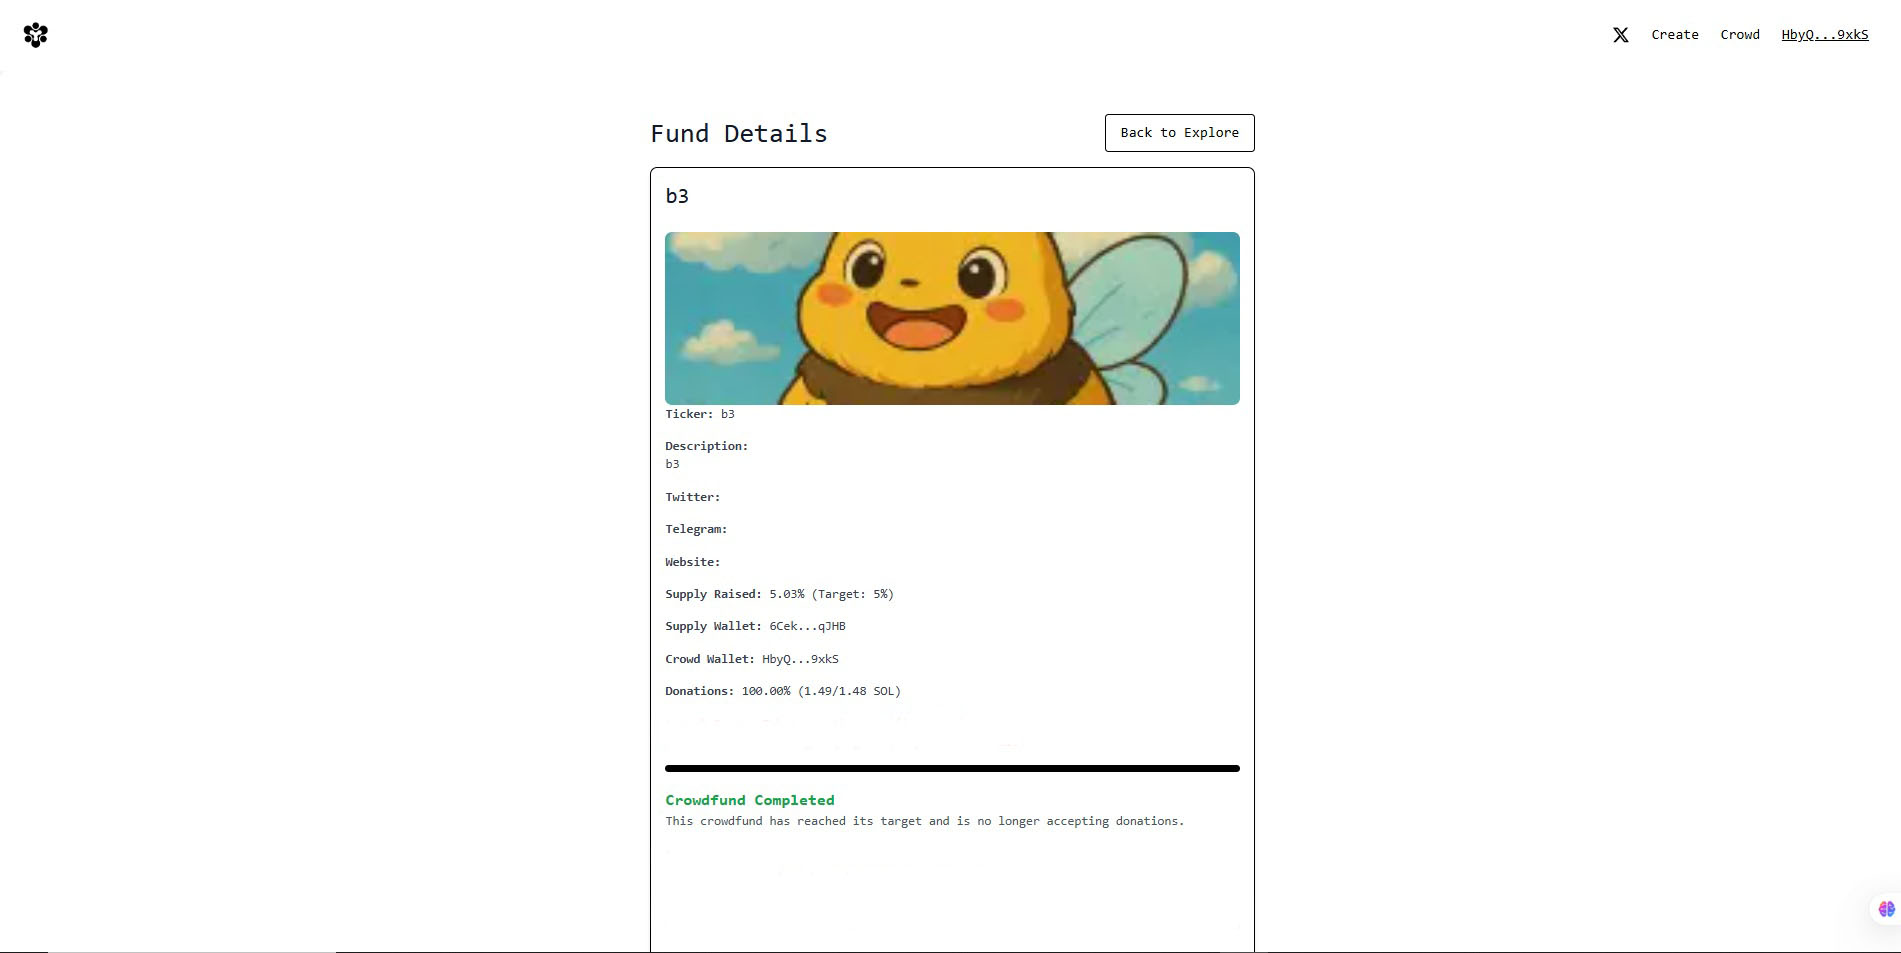 Create Crowd HbyQ...9xkS
Fund Details
Back to Explore
b3
Ticker: b3
Description:
b3
Twitter:
Telegram:
Website:
Supply Raised: 5.03% (Target: 5%)
Supply Wallet: 6Cek...qJHB
Crowd Wallet: HbyQ...9xkS
Donations: 100.00% (1.49/1.48 SOL)
Crowdfund Completed
This crowdfund has reached its target and is no longer accepting donations.